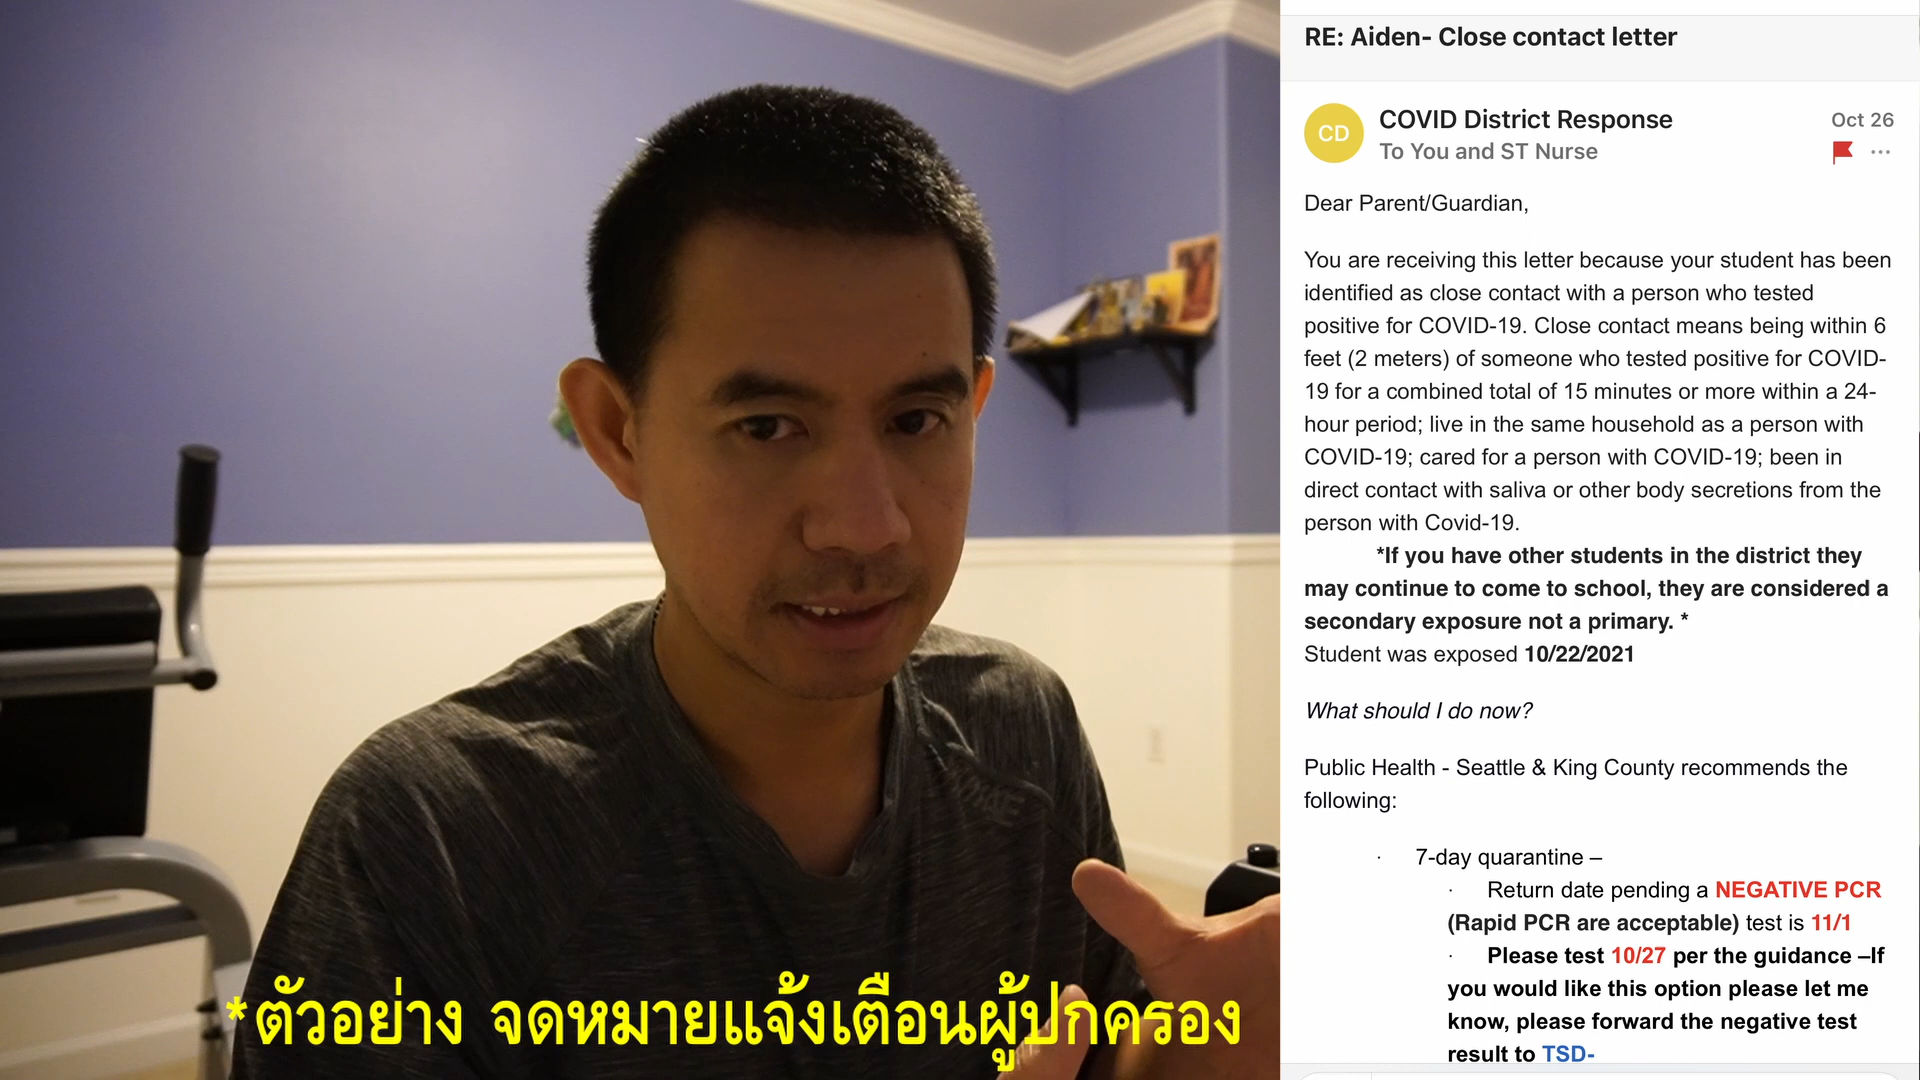 RE: Aiden- Close contact letter
CD
COVID District Response
Oct 26
To You and ST Nurse
Dear Parent/Guardian,
You are receiving this letter because your student has been
identified as close contact with a person who tested
positive for COVID-19. Close contact means being within 6
feet (2 meters) of someone who tested positive for COVID-
19 for a combined total of 15 minutes or more within a 24-
hour period; live in the same household as a person with
COVID-19; cared for a person with COVID-19; been in
direct contact with saliva or other body secretions from the
person with Covid-19.
*If you have other students in the district they
may continue to come to school, they are considered a
secondary exposure not a primary. *
Student was exposed 10/22/2021
What should I do now?
Public Health - Seattle & King County recommends the
following:
· 7-day quarantine –
· Return date pending a NEGATIVE PCR
(Rapid PCR are acceptable) test is 11/1
· Please test 10/27 per the guidance –If
you would like this option please let me
know, please forward the negative test
result to TSD-
*ตัวอย่าง จดหมายแจ้งเตือนผู้ปกครอง